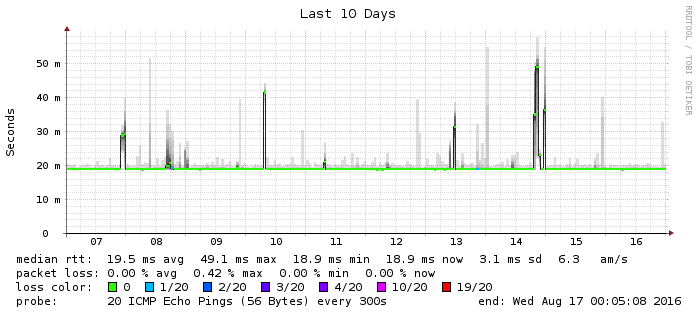 Last 10 Days
RRDTOOL / TOBI OETIKER
Seconds
50 m
40 m
30 m
20 m
10 m
0
07 08 09 10 11 12 13 14 15 16
median rtt: 19.5 ms avg 49.1 ms max 18.9 ms min 18.9 ms now 3.1 ms sd 6.3 am/s
packet loss: 0.00 % avg 0.42 % max 0.00 % min 0.00 % now
loss color: 0 1/20 2/20 3/20 4/20 10/20 19/20
probe: 20 ICMP Echo Pings (56 Bytes) every 300s end: Wed Aug 17 00:05:08 2016